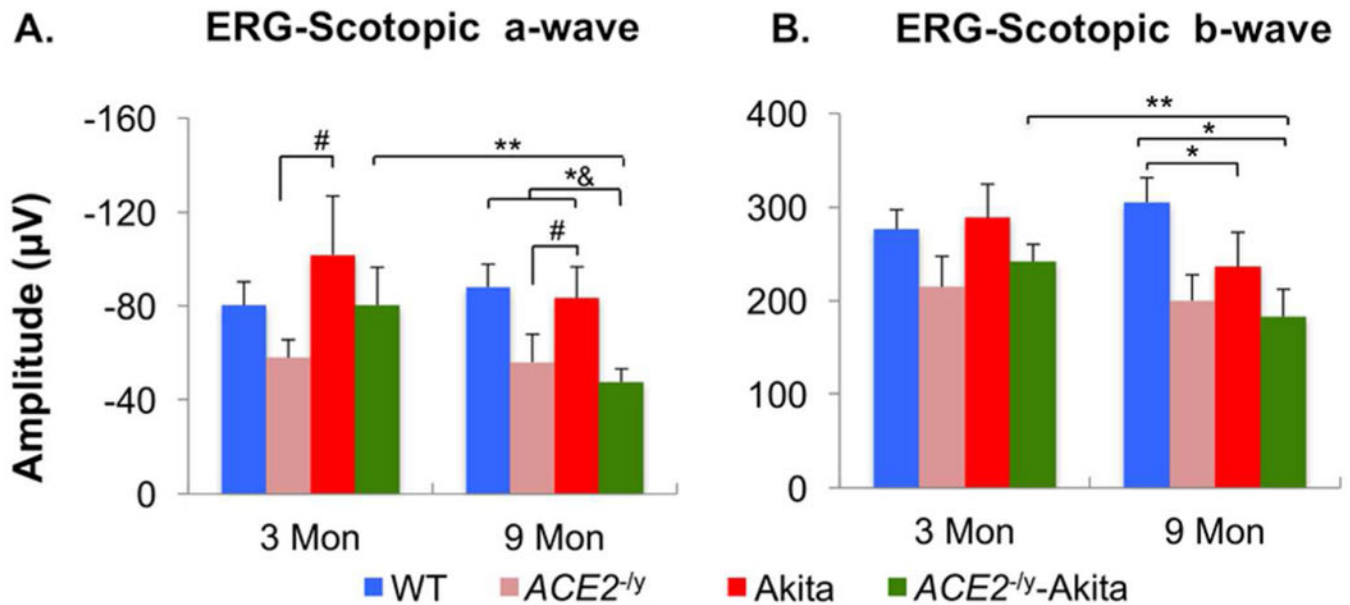 A. ERG-Scotopic a-wave
Amplitude (µV)
-160
-120
-80
-40
0
#
**
*&
#
3 Mon 9 Mon
B. ERG-Scotopic b-wave
400
300
200
100
0
**
*
*
3 Mon 9 Mon
WT ACE2-/y Akita ACE2-/y-Akita